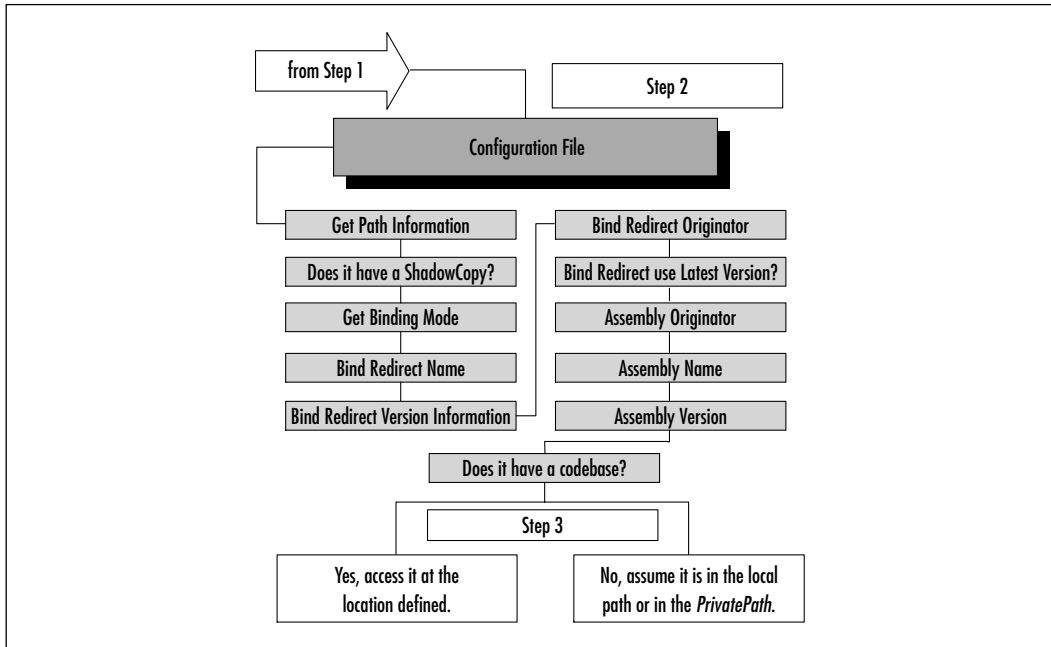 from Step 1
Step 2
Configuration File
Get Path Information
Does it have a ShadowCopy?
Get Binding Mode
Bind Redirect Name
Bind Redirect Version Information
Bind Redirect Originator
Bind Redirect use Latest Version?
Assembly Originator
Assembly Name
Assembly Version
Does it have a codebase?
Step 3
Yes, access it at the
location defined.
No, assume it is in the local
path or in the PrivatePath.